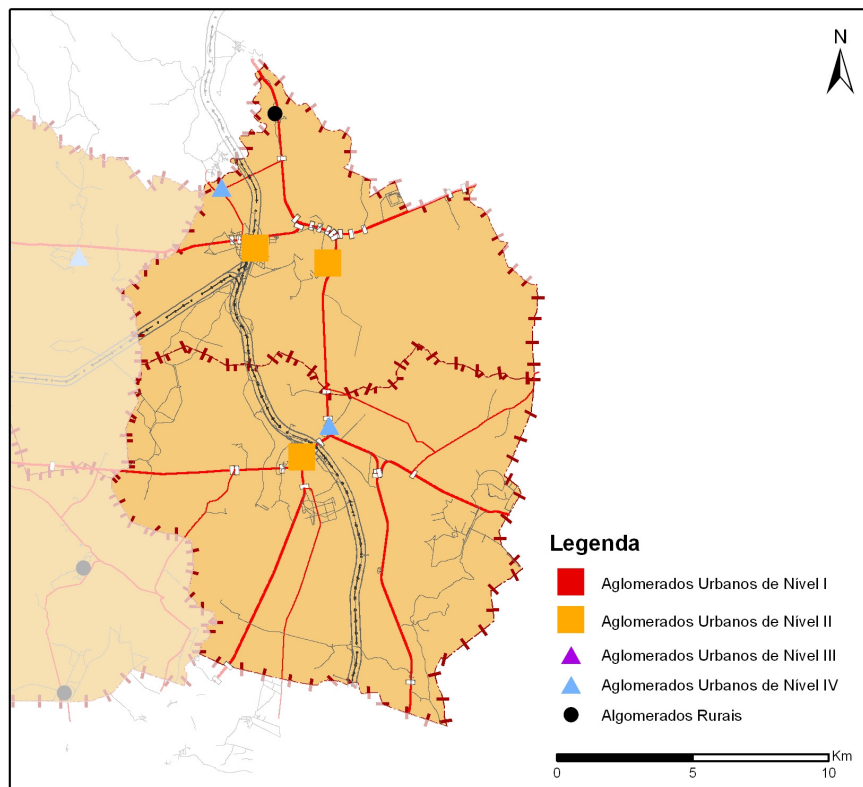 N
Legenda
Aglomerados Urbanos de Nível I
Aglomerados Urbanos de Nível II
Aglomerados Urbanos de Nível III
Aglomerados Urbanos de Nível IV
Algomerados Rurais
Km
0 5 10